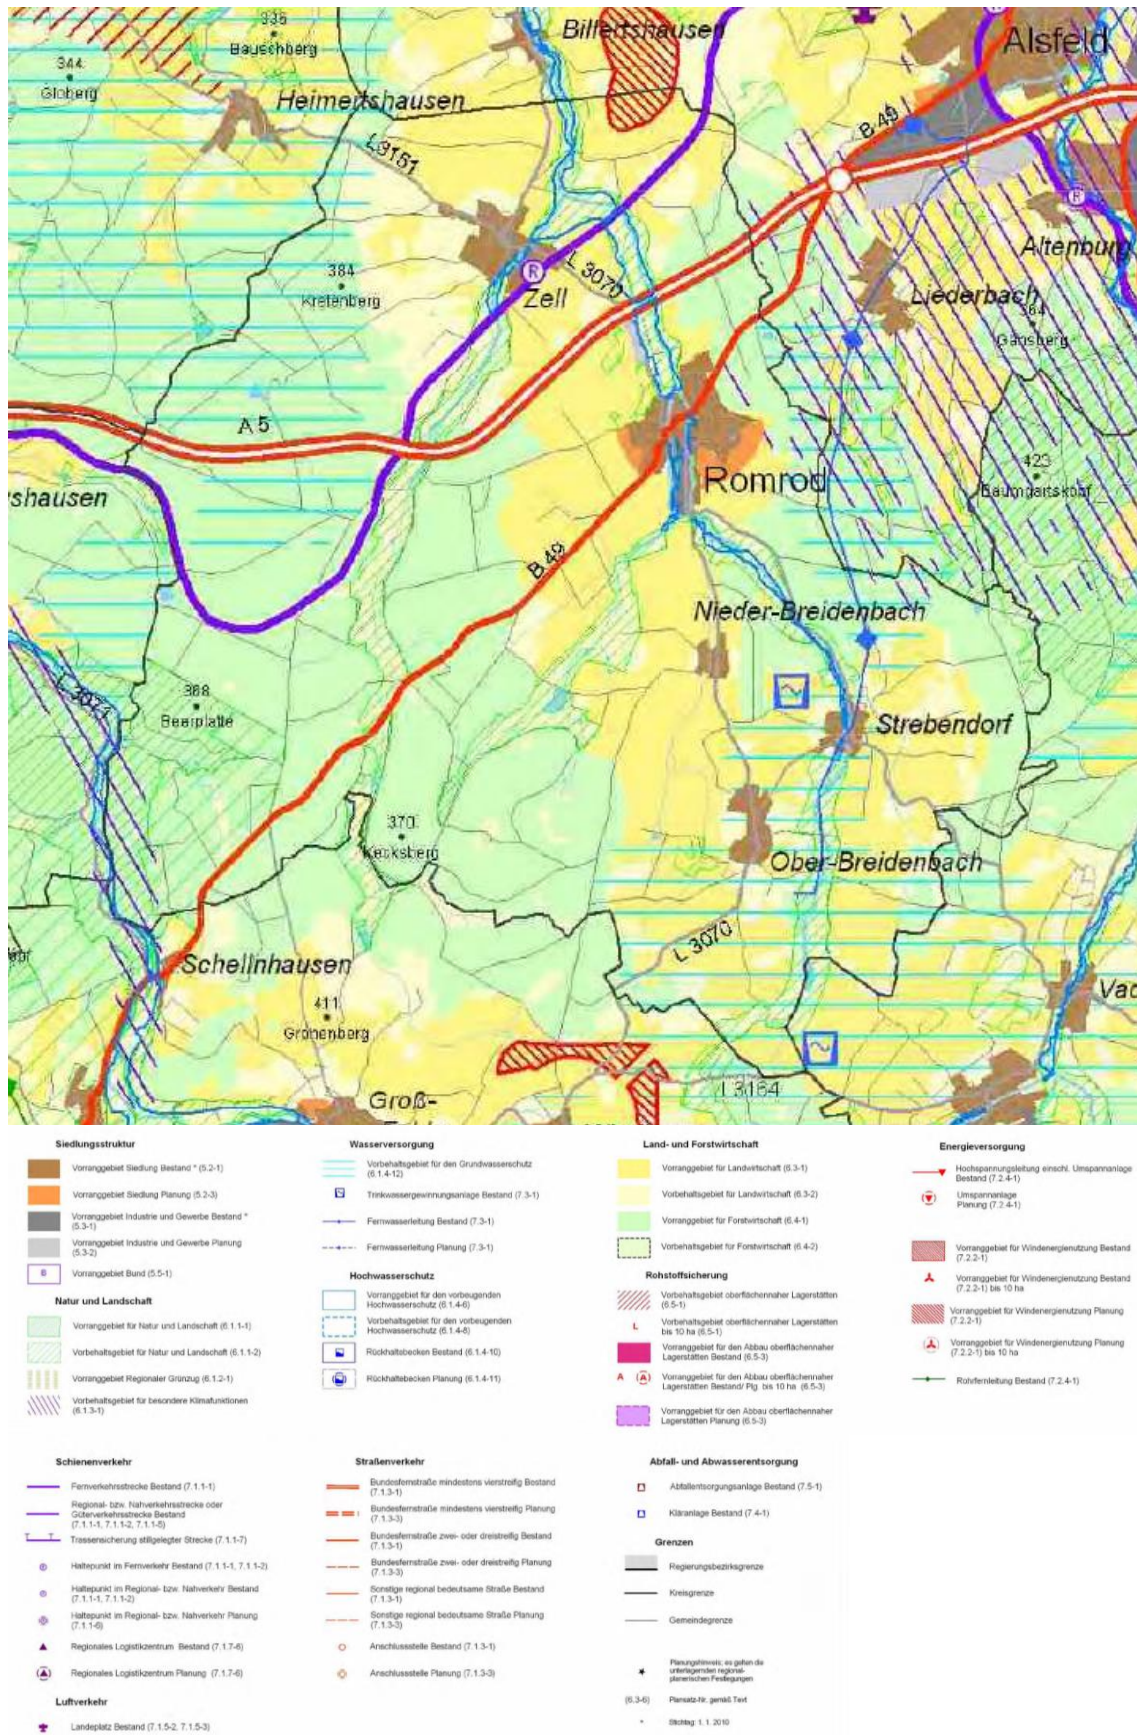 335
Bauschberg
Billertshausen
Alsfeld
344
Globerg
Heimertshausen
B 49
L3161
R
R
384
Kretenberg
L 3070
Zell
Altenburg
Liederbach
364
Gänsberg
A 5
shausen
Romrod
423
Baumgartskopf
B 49
Nieder-Breidenbach
L 3071
368
Beerplatte
Strebendorf
370
Kecksberg
Ober-Breidenbach
L 3070
Schellnhausen
411
Grohenberg
Vad
L3164
Groß-
Siedlungsstruktur
Vorranggebiet Siedlung Bestand * (5.2-1)
Vorranggebiet Siedlung Planung (5.2-3)
Vorranggebiet Industrie und Gewerbe Bestand *
(5.3-1)
Vorranggebiet Industrie und Gewerbe Planung
(5.3-2)
B
Vorranggebiet Bund (5.5-1)
Natur und Landschaft
Vorranggebiet für Natur und Landschaft (6.1.1-1)
Vorbehaltsgebiet für Natur und Landschaft (6.1.1-2)
Vorranggebiet Regionaler Grünzug (6.1.2-1)
Vorbehaltsgebiet für besondere Klimafunktionen
(6.1.3-1)
Wasserversorgung
Vorbehaltsgebiet für den Grundwasserschutz
(6.1.4-12)
Trinkwassergewinnungsanlage Bestand (7.3-1)
Fernwasserleitung Bestand (7.3-1)
Fernwasserleitung Planung (7.3-1)
Hochwasserschutz
Vorranggebiet für den vorbeugenden
Hochwasserschutz (6.1.4-6)
Vorbehaltsgebiet für den vorbeugenden
Hochwasserschutz (6.1.4-8)
Rückhaltebecken Bestand (6.1.4-10)
Rückhaltebecken Planung (6.1.4-11)
Land- und Forstwirtschaft
Vorranggebiet für Landwirtschaft (6.3-1)
Vorbehaltsgebiet für Landwirtschaft (6.3-2)
Vorranggebiet für Forstwirtschaft (6.4-1)
Vorbehaltsgebiet für Forstwirtschaft (6.4-2)
Rohstoffsicherung
Vorbehaltsgebiet oberflächennaher Lagerstätten
(6.5-1)
L
Vorbehaltsgebiet oberflächennaher Lagerstätten
bis 10 ha (6.5-1)
Vorranggebiet für den Abbau oberflächennaher
Lagerstätten Bestand (6.5-3)
A (A)
Vorranggebiet für den Abbau oberflächennaher
Lagerstätten Bestand/ Plg bis 10 ha (6.5-3)
Vorranggebiet für den Abbau oberflächennaher
Lagerstätten Planung (6.5-3)
Energieversorgung
Hochspannungsleitung einschl. Umspannanlage
Bestand (7.2.4-1)
Umspannanlage
Planung (7.2.4-1)
Vorranggebiet für Windenergienutzung Bestand
(7.2.2-1)
Vorranggebiet für Windenergienutzung Bestand
(7.2.2-1) bis 10 ha
Vorranggebiet für Windenergienutzung Planung
(7.2.2-1)
Vorranggebiet für Windenergienutzung Planung
(7.2.2-1) bis 10 ha
Rohrfernleitung Bestand (7.2.4-1)
Schienenverkehr
Fernverkehrsstrecke Bestand (7.1.1-1)
Regional- bzw. Nahverkehrsstrecke oder
Güterverkehrsstrecke Bestand
(7.1.1-1, 7.1.1-2, 7.1.1-5)
Trassensicherung stillgelegter Strecke (7.1.1-7)
Haltepunkt im Fernverkehr Bestand (7.1.1-1, 7.1.1-2)
Haltepunkt im Regional- bzw. Nahverkehr Bestand
(7.1.1-1, 7.1.1-2)
Haltepunkt im Regional- bzw. Nahverkehr Planung
(7.1.1-6)
Regionales Logistikzentrum Bestand (7.1.7-6)
Regionales Logistikzentrum Planung (7.1.7-6)
Luftverkehr
Landeplatz Bestand (7.1.5-2, 7.1.5-3)
Straßenverkehr
Bundesfernstraße mindestens vierstreifig Bestand
(7.1.3-1)
Bundesfernstraße mindestens vierstreifig Planung
(7.1.3-3)
Bundesfernstraße zwei- oder dreistreifig Bestand
(7.1.3-1)
Bundesfernstraße zwei- oder dreistreifig Planung
(7.1.3-3)
Sonstige regional bedeutsame Straße Bestand
(7.1.3-1)
Sonstige regional bedeutsame Straße Planung
(7.1.3-3)
Anschlussstelle Bestand (7.1.3-1)
Anschlussstelle Planung (7.1.3-3)
Abfall- und Abwasserentsorgung
Abfallentsorgungsanlage Bestand (7.5-1)
Kläranlage Bestand (7.4-1)
Grenzen
Regierungsbezirksgrenze
Kreisgrenze
Gemeindegrenze
Planungshinweis; es gelten die
unterlagernden regional-
planerischen Festlegungen
(6.3-6)
Plansatz-Nr. gemäß Text
*
Stichtag: 1. 1. 2010